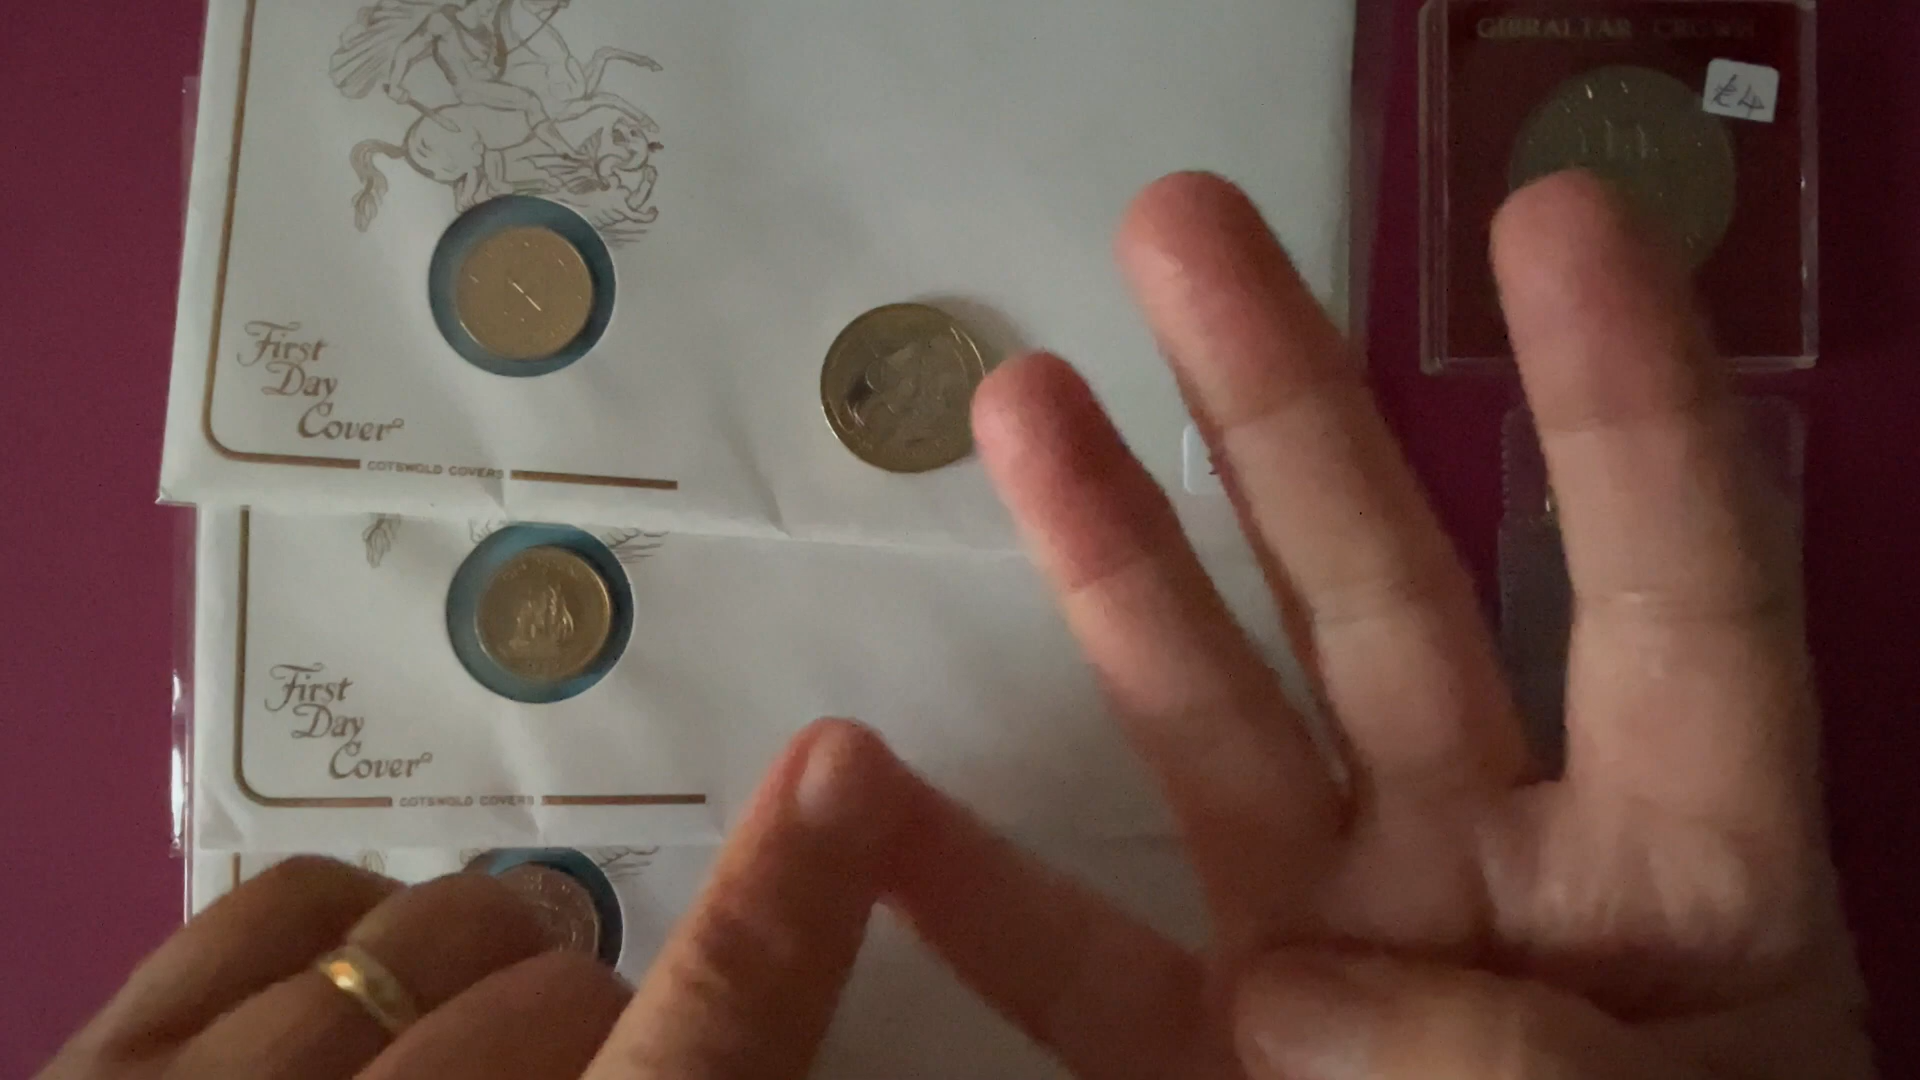 GIBRALTAR CROWN
£4
First
Day
Cover
COTSWOLD COVERS
First
Day
Cover
COTSWOLD COVERS